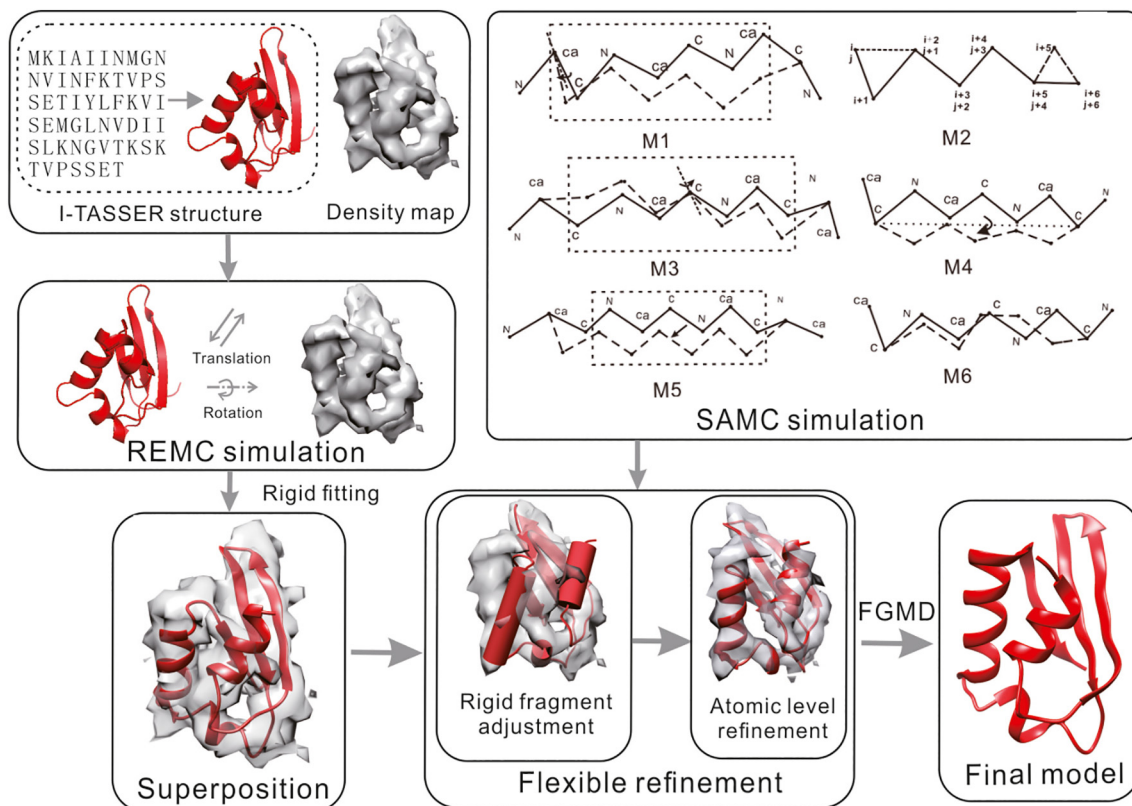 MKIAIINMGN
NVINFKTVPS
SETIYLFKVI
SEMGLNVDII
SLKNGVTKSK
TVPSSET
I-TASSER structure
Density map
Translation
Rotation
REMC simulation
Rigid fitting
Superposition
ca
N
C
ca
N
C
ca
N
N
M1
i
j
i+2
j+1
i+4
j+3
i+5
i+1
i+3
j+2
i+5
j+4
i+6
j+6
M2
ca
N
C
N
ca
C
ca
N
C
N
ca
M3
ca
N
C
ca
N
C
ca
N
C
M4
N
ca
C
N
ca
C
N
ca
C
N
ca
M5
ca
C
N
ca
C
N
ca
C
N
M6
SAMC simulation
Rigid fragment
adjustment
Atomic level
refinement
Flexible refinement
FGMD
Final model